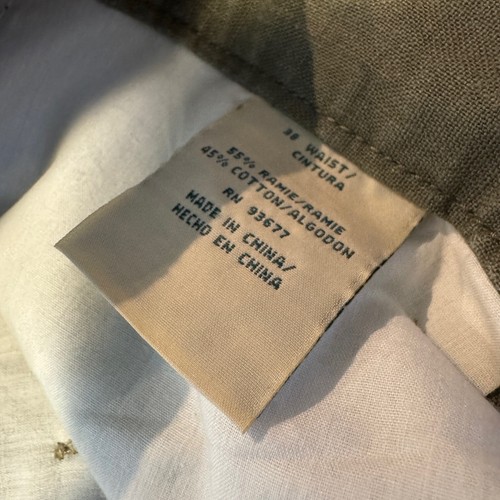 38 WAIST/
CINTURA
55% RAMIE/RAMIE
45% COTTON/ALGODON
RN 93677
MADE IN CHINA/
HECHO EN CHINA